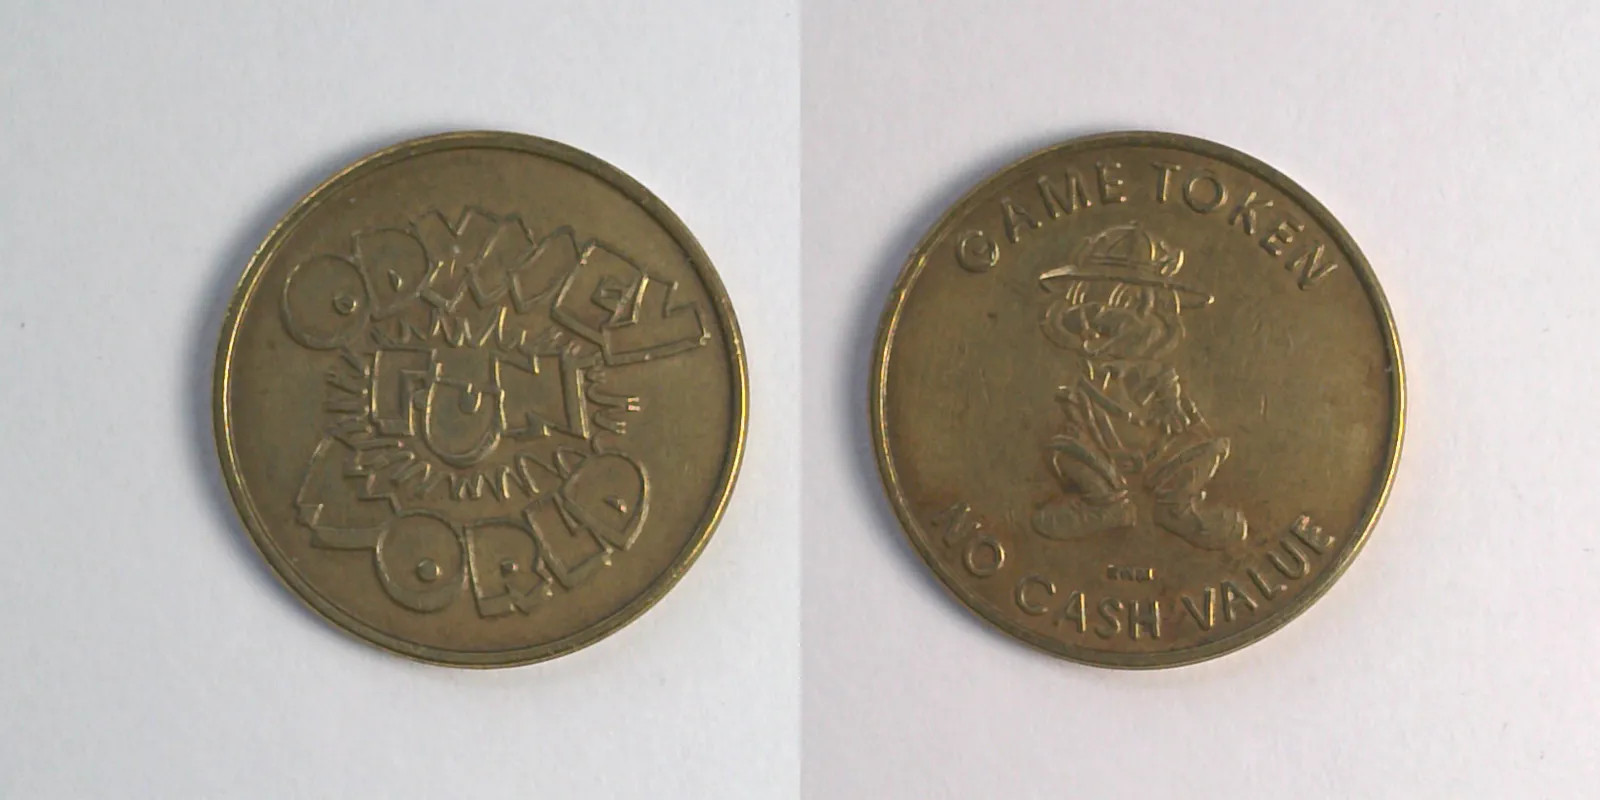 ODYSSEY
FUN
WORLD
GAME TOKEN
NO CASH VALUE